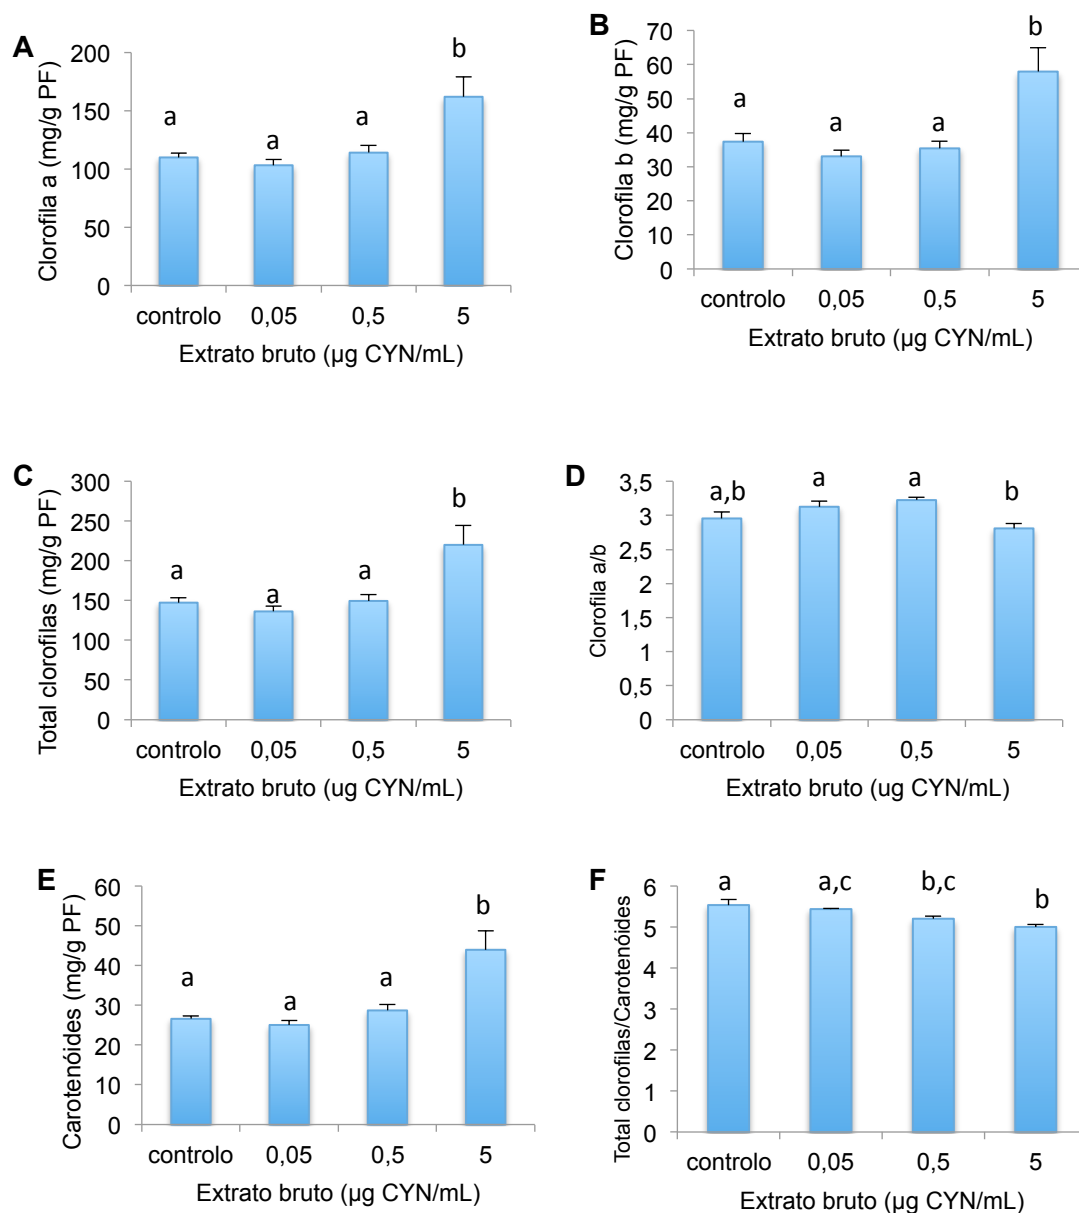 A
Clorofila a (mg/g PF)
200
150
100
50
0
a
a
a
b
controlo 0,05 0,5 5
Extrato bruto (µg CYN/mL)
B
Clorofila b (mg/g PF)
70
60
50
40
30
20
10
0
a
a
a
b
controlo 0,05 0,5 5
Extrato bruto (µg CYN/mL)
C
Total clorofilas (mg/g PF)
300
250
200
150
100
50
0
a
a
a
b
controlo 0,05 0,5 5
Extrato bruto (ug CYN/mL)
D
Clorofila a/b
3,5
3
2,5
2
1,5
1
0,5
0
a,b
a
a
b
controlo 0,05 0,5 5
Extrato bruto (ug CYN/mL)
E
Carotenóides (mg/g PF)
60
50
40
30
20
10
0
a
a
a
b
controlo 0,05 0,5 5
Extrato bruto (µg CYN/mL)
F
Total clorofilas/Carotenóides
6
5
4
3
2
1
0
a
a,c
b,c
b
controlo 0,05 0,5 5
Extrato bruto (µg CYN/mL)